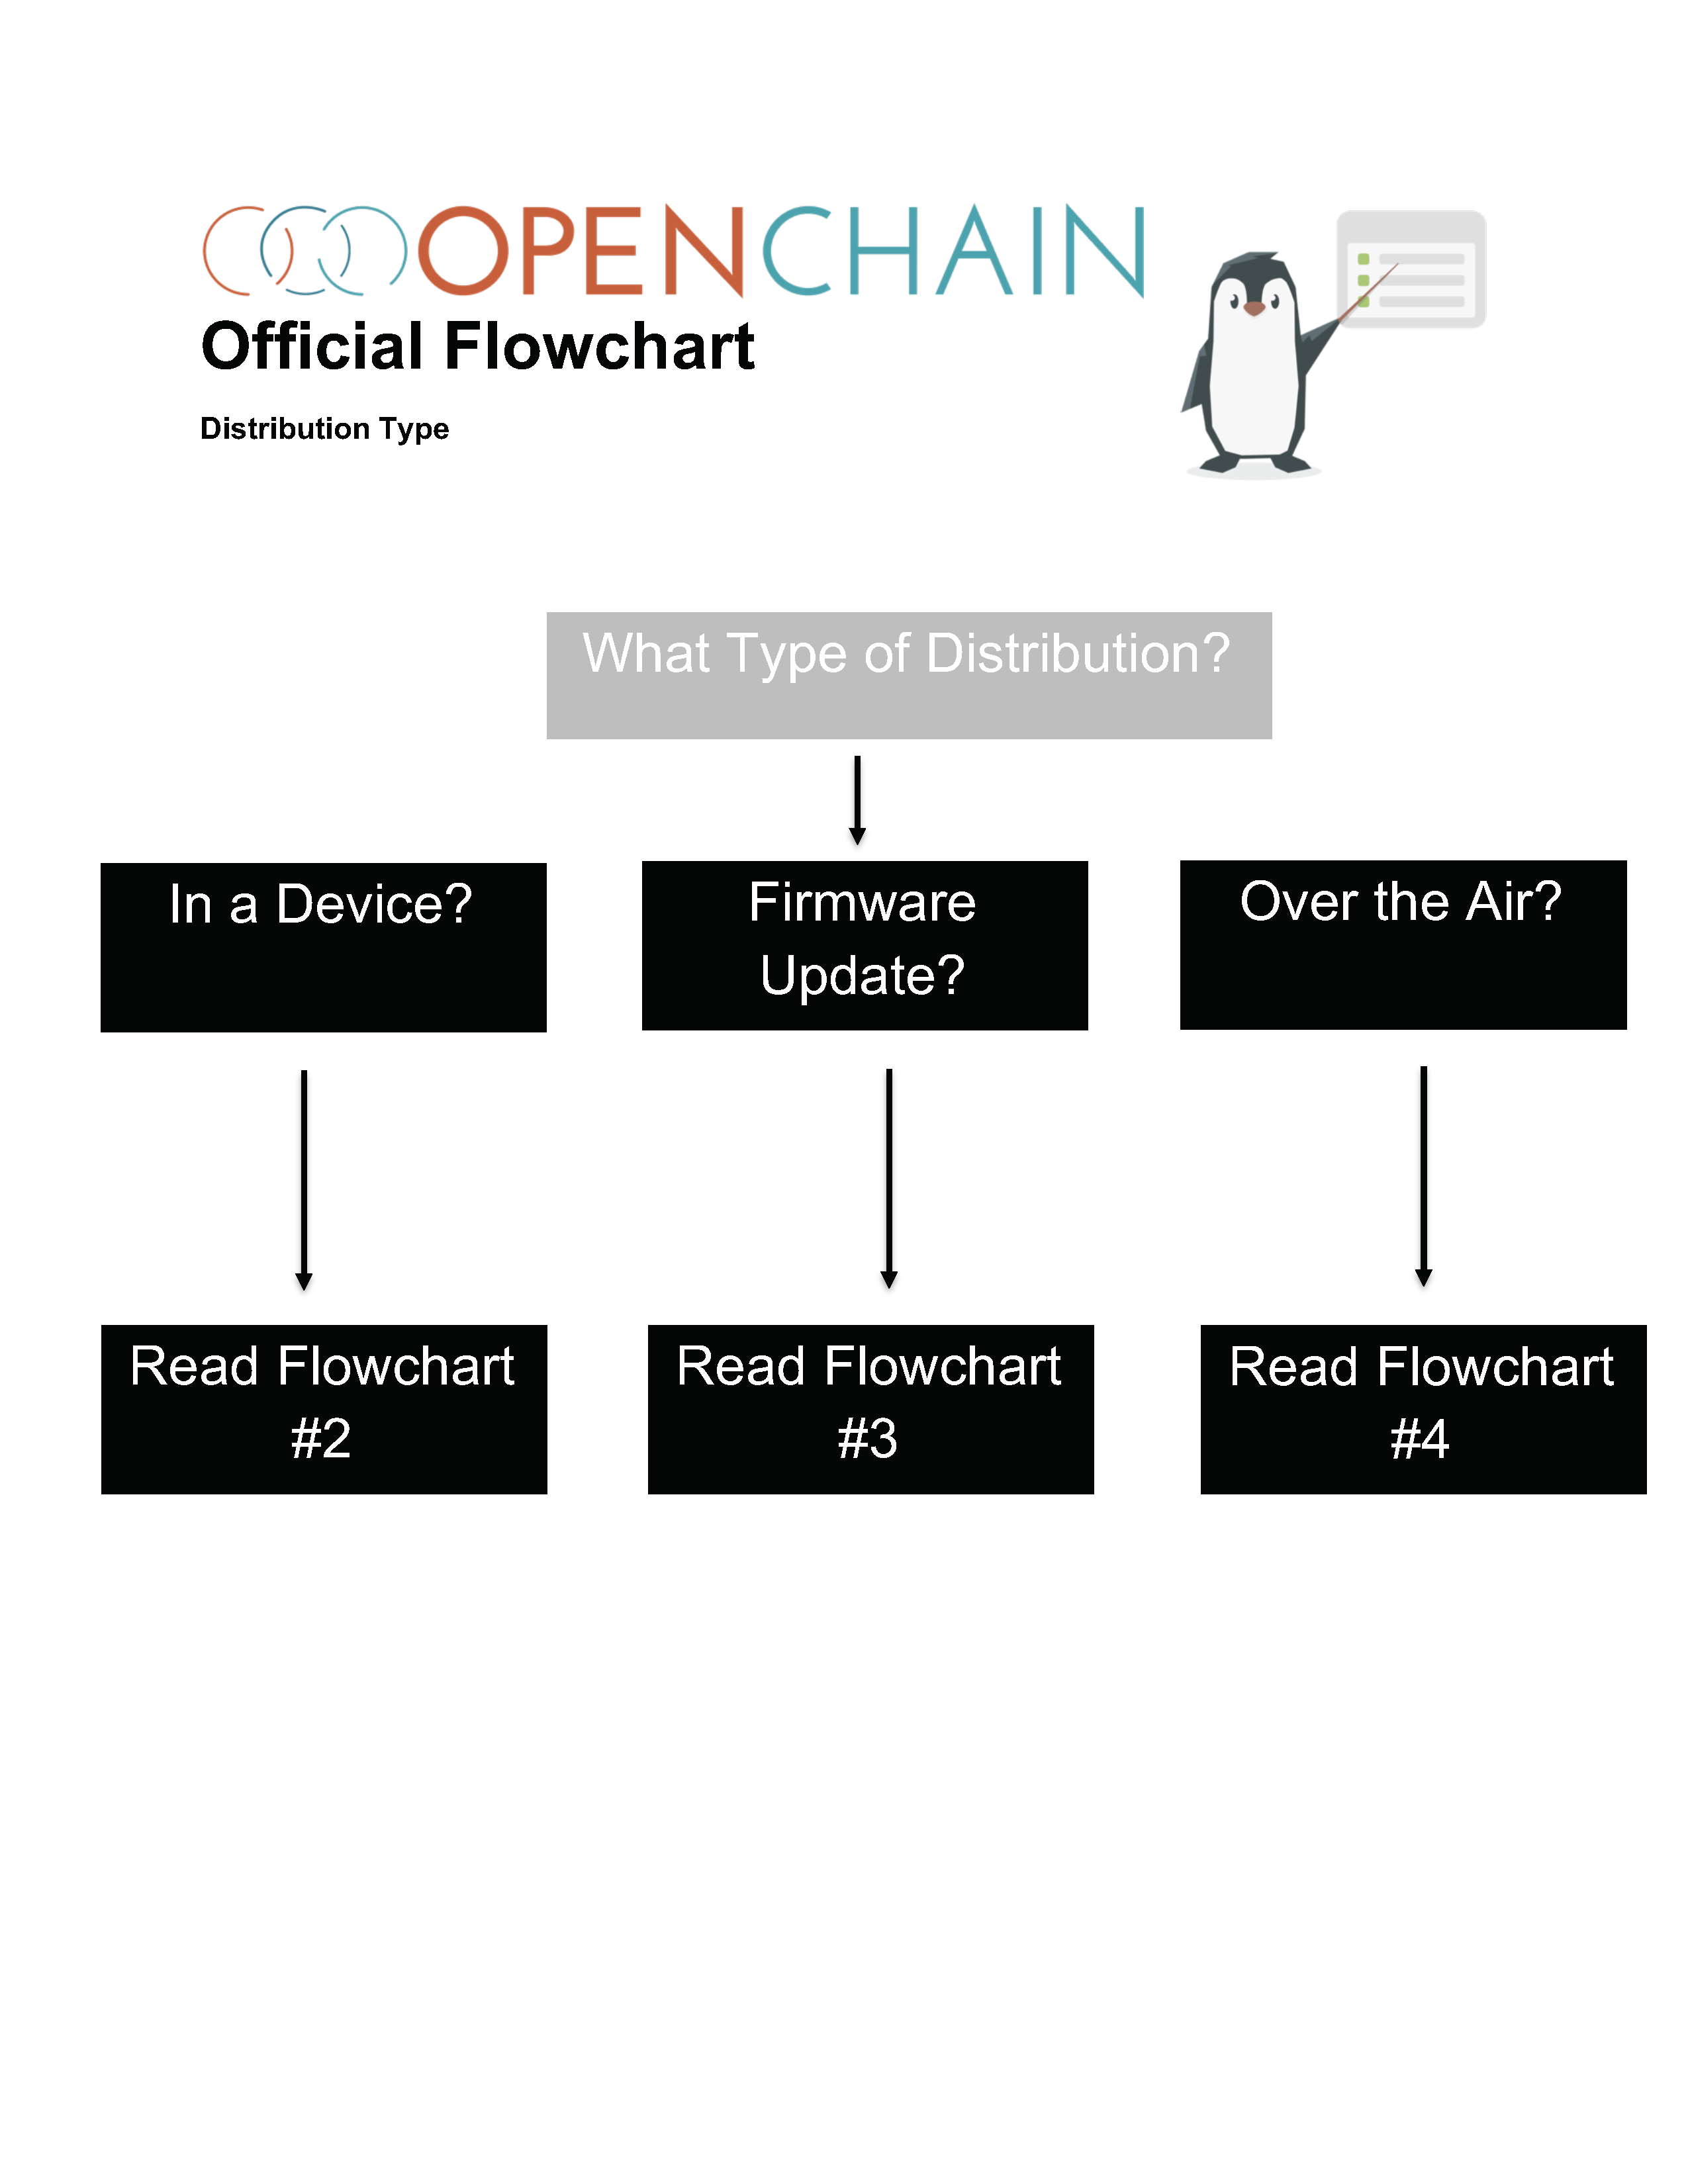 OPENCHAIN
Official Flowchart
Distribution Type
What Type of Distribution?
In a Device?
Firmware
Update?
Over the Air?
Read Flowchart
#2
Read Flowchart
#3
Read Flowchart
#4